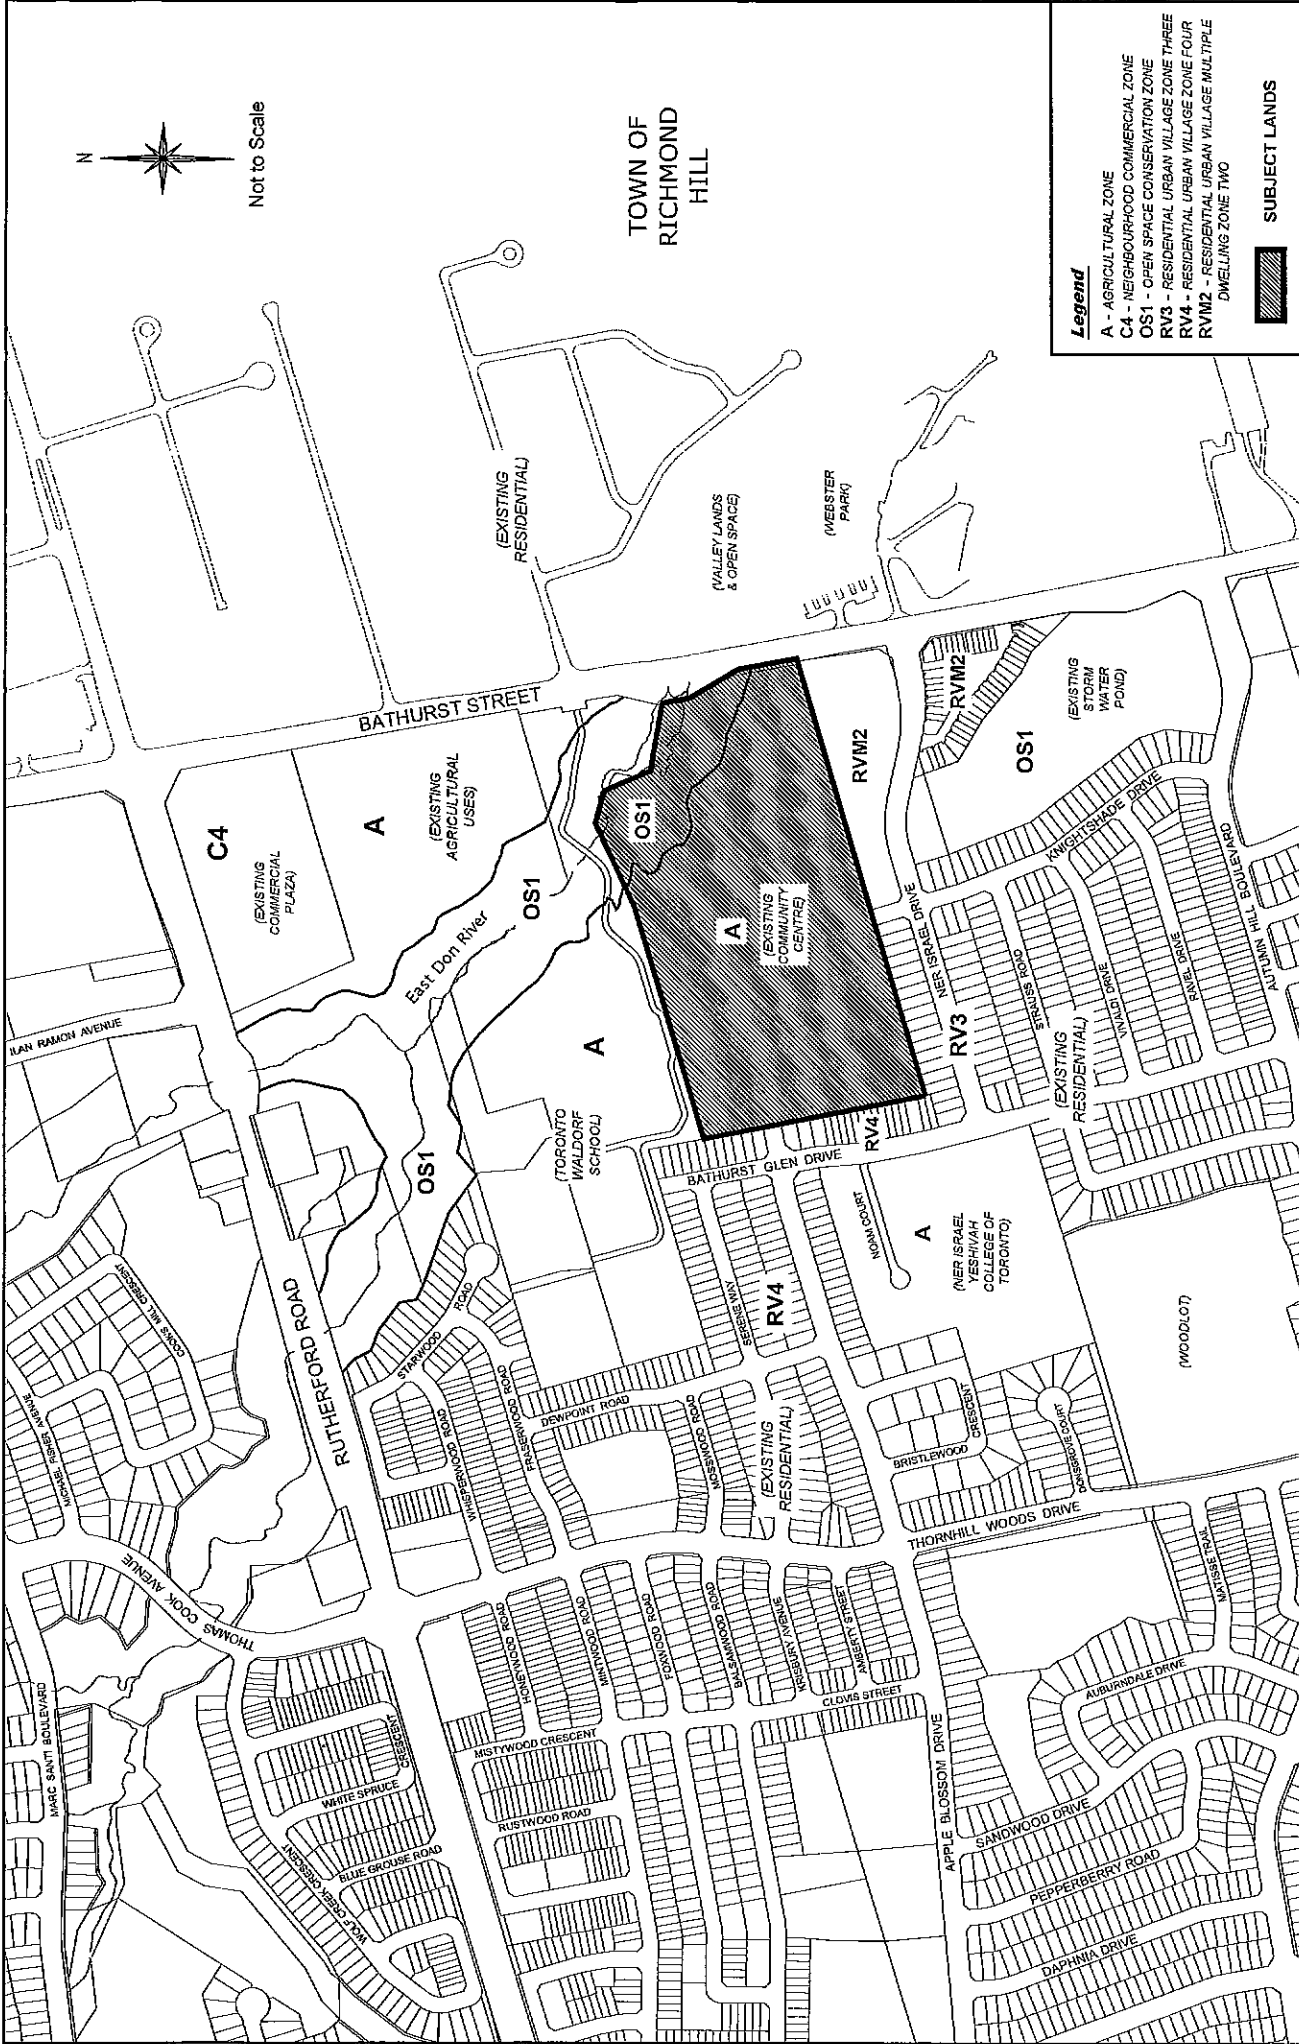 N
Not to Scale
TOWN OF
RICHMOND
HILL
Legend
A - AGRICULTURAL ZONE
C4 - NEIGHBOURHOOD COMMERCIAL ZONE
OS1 - OPEN SPACE CONSERVATION ZONE
RV3 - RESIDENTIAL URBAN VILLAGE ZONE THREE
RV4 - RESIDENTIAL URBAN VILLAGE ZONE FOUR
RVM2 - RESIDENTIAL URBAN VILLAGE MULTIPLE
DWELLING ZONE TWO
SUBJECT LANDS
(EXISTING
RESIDENTIAL)
(VALLEY LANDS
& OPEN SPACE)
(WEBSTER
PARK)
BATHURST STREET
C4
(EXISTING
COMMERCIAL
PLAZA)
A
(EXISTING
AGRICULTURAL
USES)
ILAN RAMON AVENUE
East Don River
OS1
OS1
A
(EXISTING
COMMUNITY
CENTRE)
RVM2
RVM2
OS1
(EXISTING
STORM
WATER
POND)
KNIGHTSHADE DRIVE
NER ISRAEL DRIVE
RV3
STRAUSS ROAD
(EXISTING
RESIDENTIAL)
VIVALDI DRIVE
RAVEL DRIVE
AUTUMN HILL BOULEVARD
A
(TORONTO
WALDORF
SCHOOL)
OS1
RV4
BATHURST GLEN DRIVE
NOAM COURT
A
(NER ISRAEL
YESHIVAH
COLLEGE OF
TORONTO)
(WOODLOT)
RUTHERFORD ROAD
COOK'S MILL CRESCENT
MICHAEL FISHER AVENUE
THOMAS COOK AVENUE
MARC SANTI BOULEVARD
STARWOOD ROAD
WHISPERWOOD ROAD
FRASERWOOD ROAD
DEWPOINT ROAD
SERENE WAY
RV4
MOSSWOOD ROAD
(EXISTING
RESIDENTIAL)
BRISTLEWOOD
CRESCENT
DONSGROVE COURT
THORNHILL WOODS DRIVE
MATISSE TRAIL
HONEYWOOD ROAD
MINTWOOD ROAD
FOXWOOD ROAD
BALSAMWOOD ROAD
AMBERY STREET
CLOVIS STREET
MISTYWOOD CRESCENT
RUSTWOOD ROAD
WHITE SPRUCE
CRESCENT
BLUE GROUSE ROAD
WOLF CREEK CRESCENT
APPLE BLOSSOM DRIVE
AUBURNDALE DRIVE
SANDWOOD DRIVE
PEPPERBERRY ROAD
DAPHNIA DRIVE